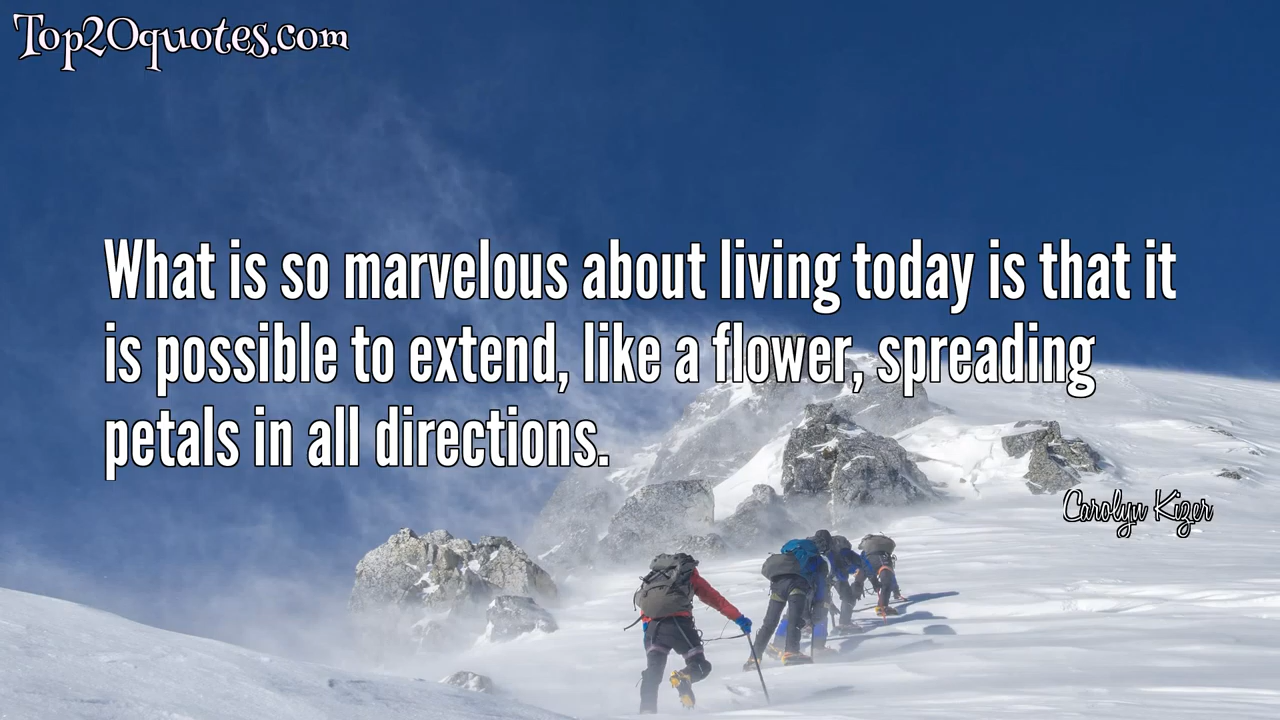 Top20quotes.com
What is so marvelous about living today is that it
is possible to extend, like a flower, spreading
petals in all directions.
Carolyn Kizer